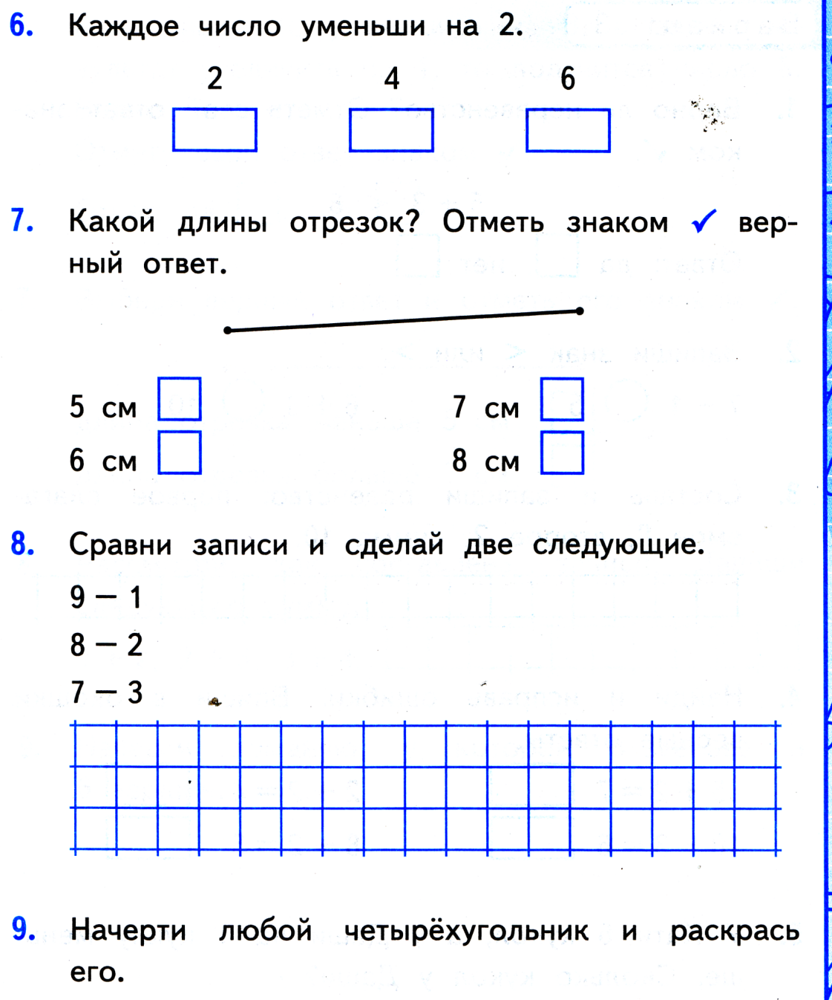 6. Каждое число уменьши на 2.
2 4 6
7. Какой длины отрезок? Отметь знаком ✓ вер-
ный ответ.
5 см 7 см
6 см 8 см
8. Сравни записи и сделай две следующие.
9 — 1
8 — 2
7 — 3
9. Начерти любой четырёхугольник и раскрась
его.